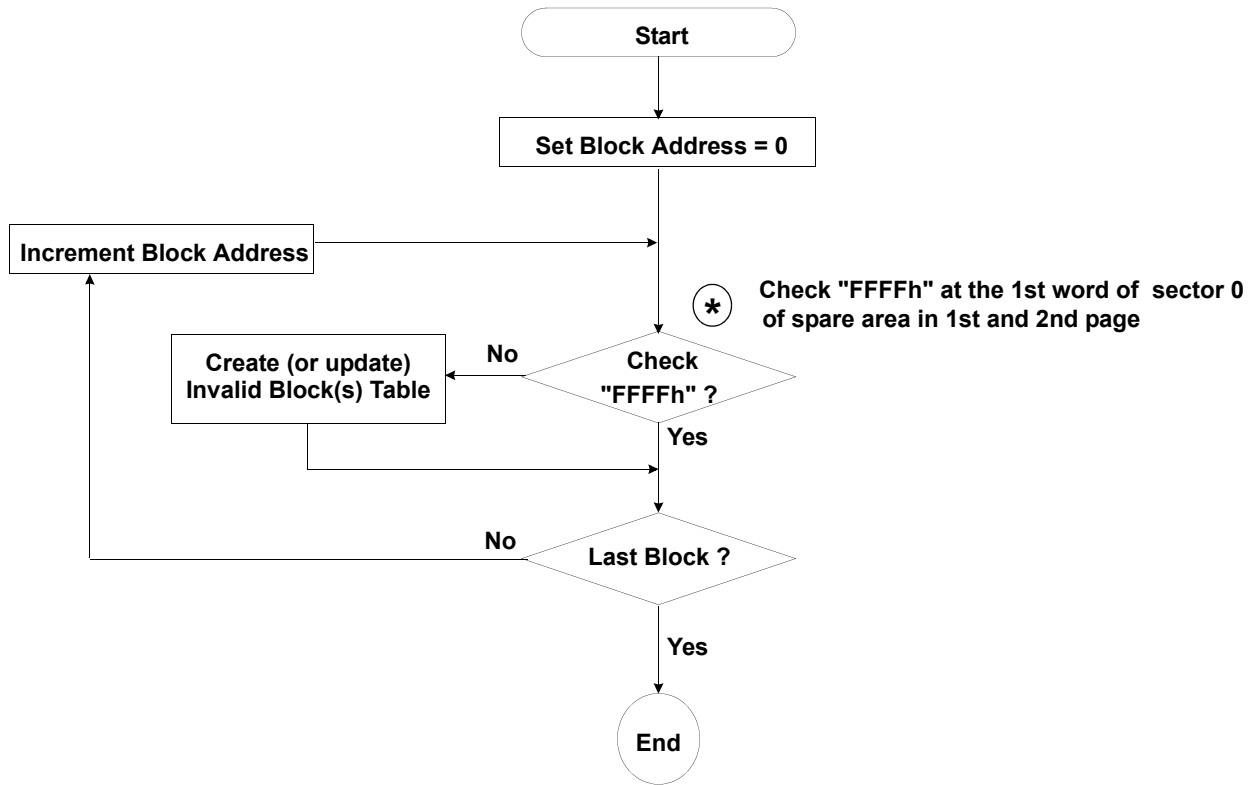 Start
Set Block Address = 0
Increment Block Address
*
Check "FFFFh" at the 1st word of  sector 0
of spare area in 1st and 2nd page
Create (or update)
Invalid Block(s) Table
No
Check
"FFFFh" ?
Yes
No
Last Block ?
Yes
End